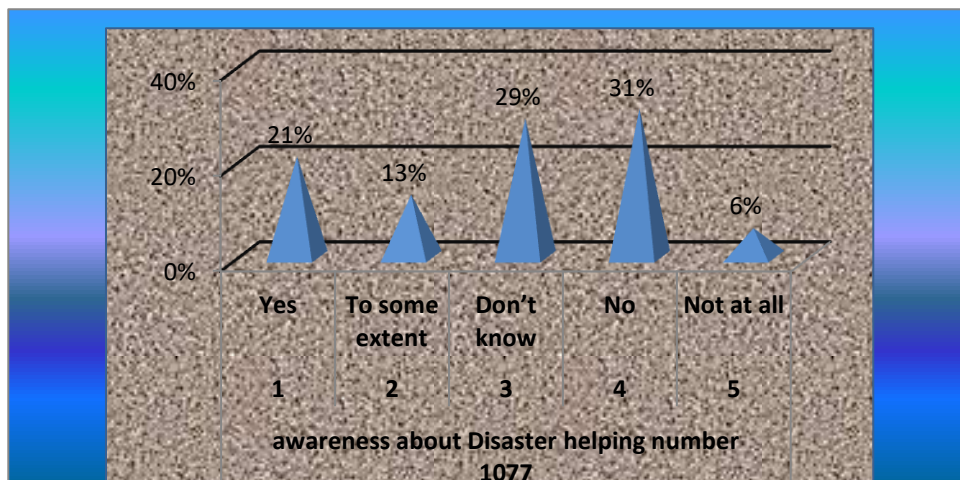 40%
20%
0%
21%
13%
29%
31%
6%
Yes
To some
extent
Don’t
know
No
Not at all
1
2
3
4
5
awareness about Disaster helping number
1077